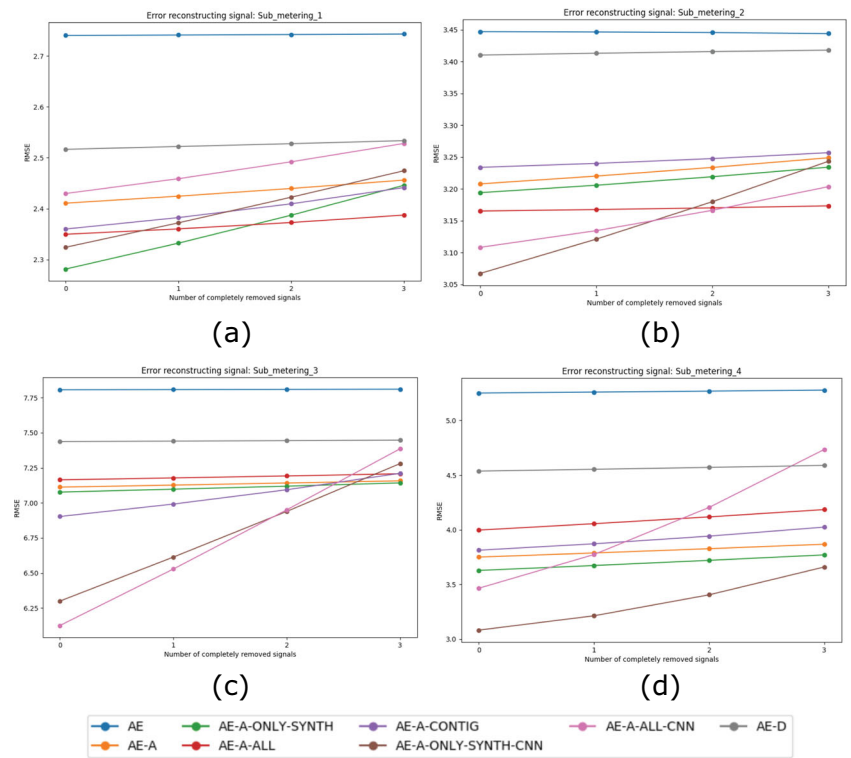 Error reconstructing signal: Sub_metering_1
2.7
2.6
2.5
2.4
2.3
RMSE
0 1 2 3
Number of completely removed signals
(a)
Error reconstructing signal: Sub_metering_2
3.45
3.40
3.35
3.30
3.25
3.20
3.15
3.10
3.05
RMSE
0 1 2 3
Number of completely removed signals
(b)
Error reconstructing signal: Sub_metering_3
7.75
7.50
7.25
7.00
6.75
6.50
6.25
RMSE
0 1 2 3
Number of completely removed signals
(c)
Error reconstructing signal: Sub_metering_4
5.0
4.5
4.0
3.5
3.0
RMSE
0 1 2 3
Number of completely removed signals
(d)
AE AE-A-ONLY-SYNTH AE-A-CONTIG AE-A-ALL-CNN AE-D
AE-A AE-A-ALL AE-A-ONLY-SYNTH-CNN